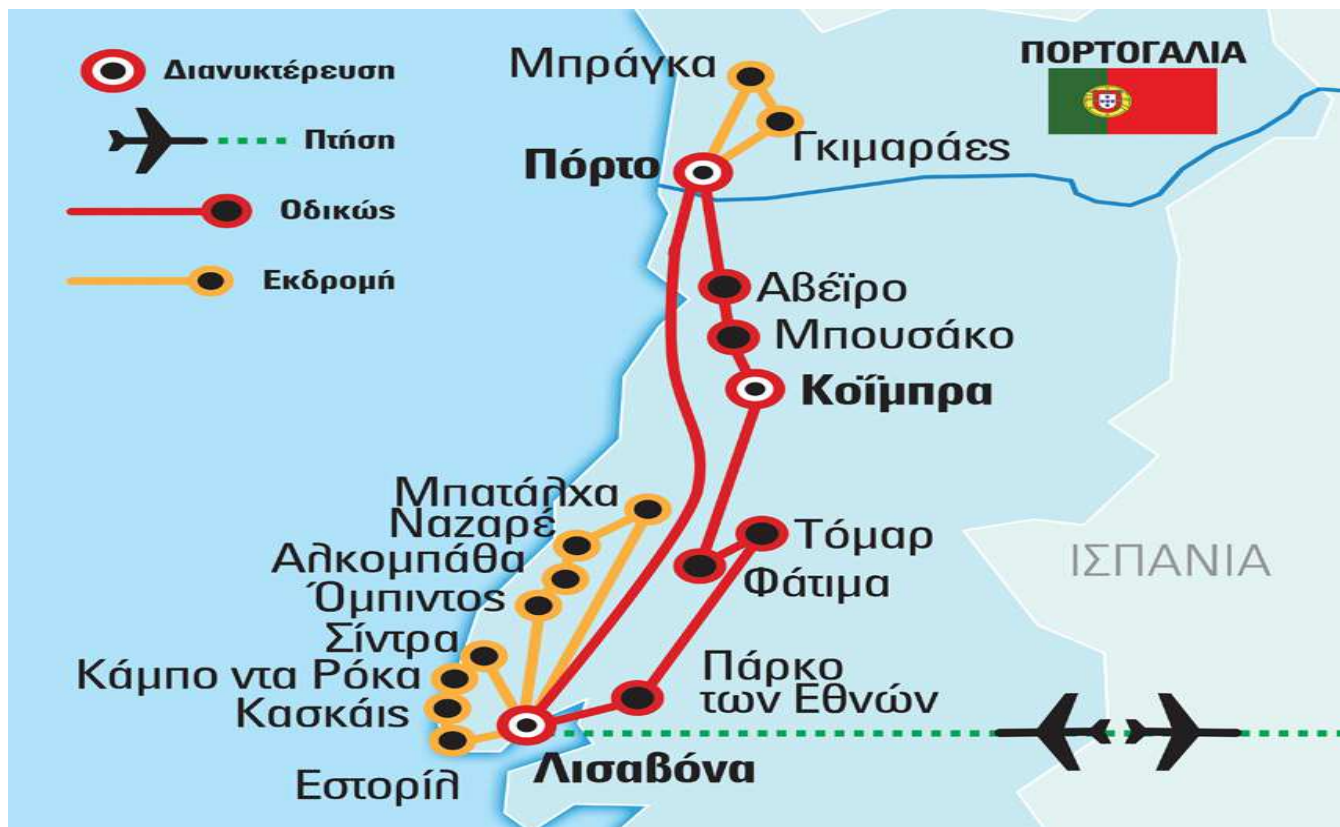 Διανυκτέρευση
Πτήση
Οδικώς
Εκδρομή
ΠΟΡΤΟΓΑΛΙΑ
Μπράγκα
Γκιμαράες
Πόρτο
Αβέϊρο
Μπουσάκο
Κοΐμπρα
Μπατάλχα
Ναζαρέ
Αλκομπάθα
Όμπιντος
Τόμαρ
Φάτιμα
ΙΣΠΑΝΙΑ
Σίντρα
Κάμπο ντα Ρόκα
Κασκάις
Εστορίλ
Πάρκο
των Εθνών
Λισαβόνα